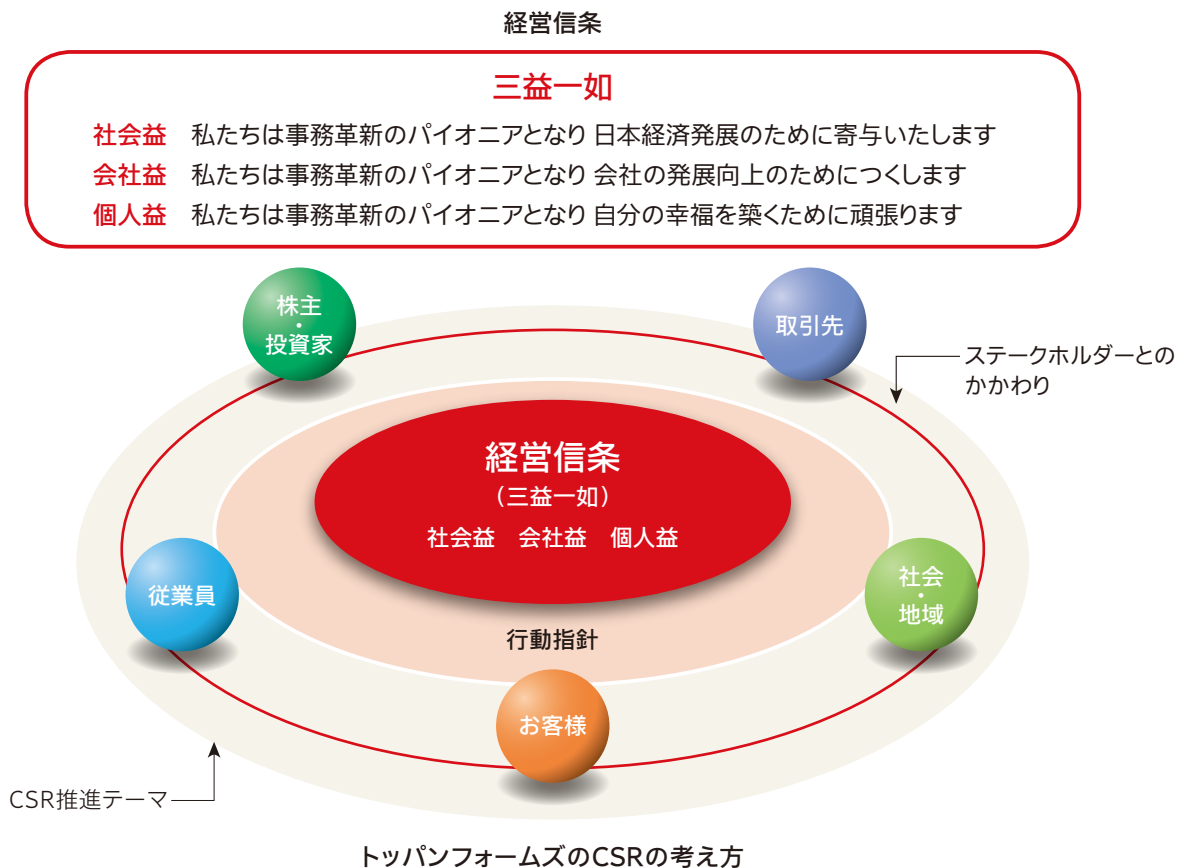 経営信条
三益一如
社会益 私たちは事務革新のパイオニアとなり 日本経済発展のために寄与いたします
会社益 私たちは事務革新のパイオニアとなり 会社の発展向上のためにつくします
個人益 私たちは事務革新のパイオニアとなり 自分の幸福を築くために頑張ります
株主
・
投資家
取引先
ステークホルダーとの
かかわり
経営信条
（三益一如）
社会益 会社益 個人益
従業員
社会
・
地域
行動指針
お客様
CSR推進テーマ
トッパンフォームズのCSRの考え方